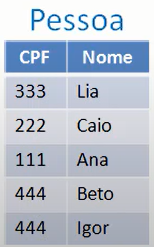 Pessoa
CPF Nome
333 Lia
222 Caio
111 Ana
444 Beto
444 Igor